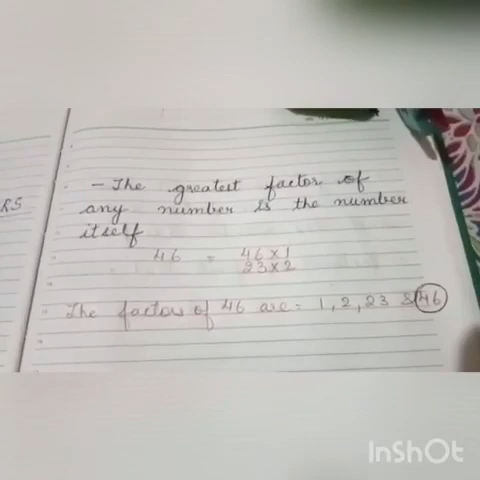 RS
- The greatest factor of
any number is the number
itself
46 = 46 x 1
23 x 2
The factors of 46 are = 1, 2, 23 & 46
InShOt